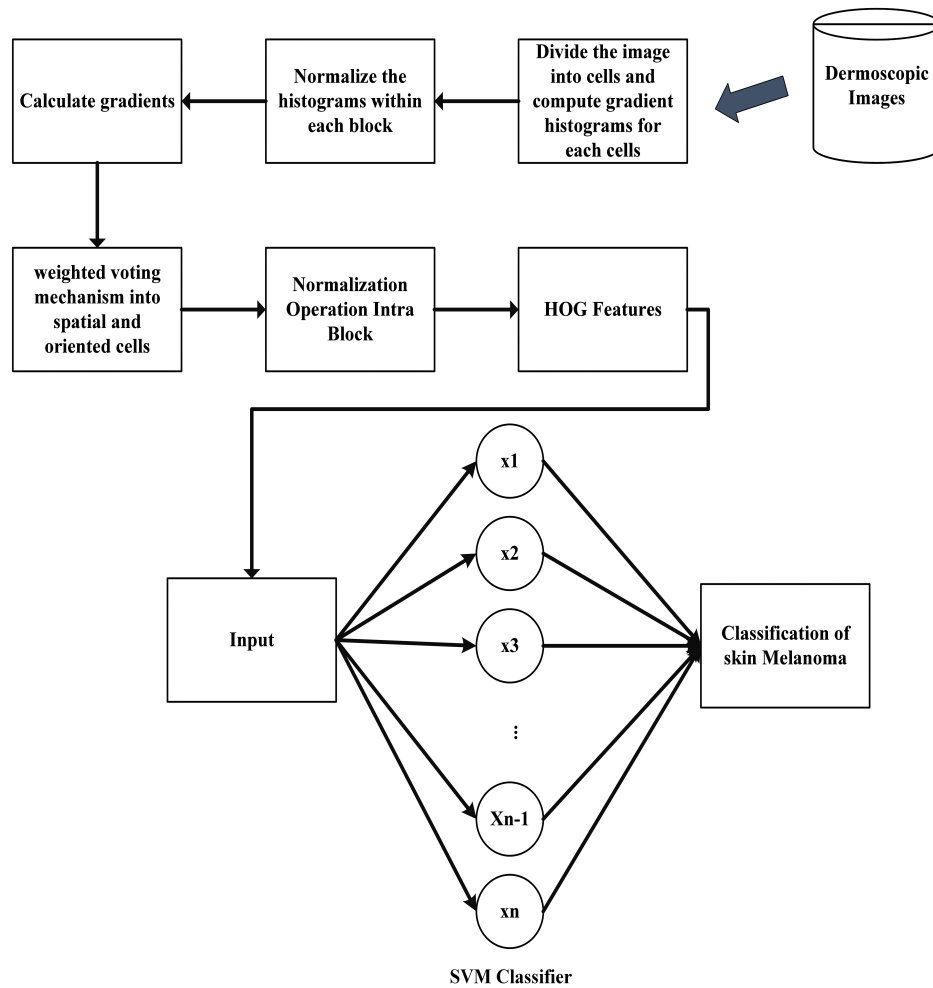 Calculate gradients
Normalize the
histograms within
each block
Divide the image
into cells and
compute gradient
histograms for
each cells
Dermoscopic
Images
weighted voting
mechanism into
spatial and
oriented cells
Normalization
Operation Intra
Block
HOG Features
Input
x1
x2
x3
...
Xn-1
xn
Classification of
skin Melanoma
SVM Classifier